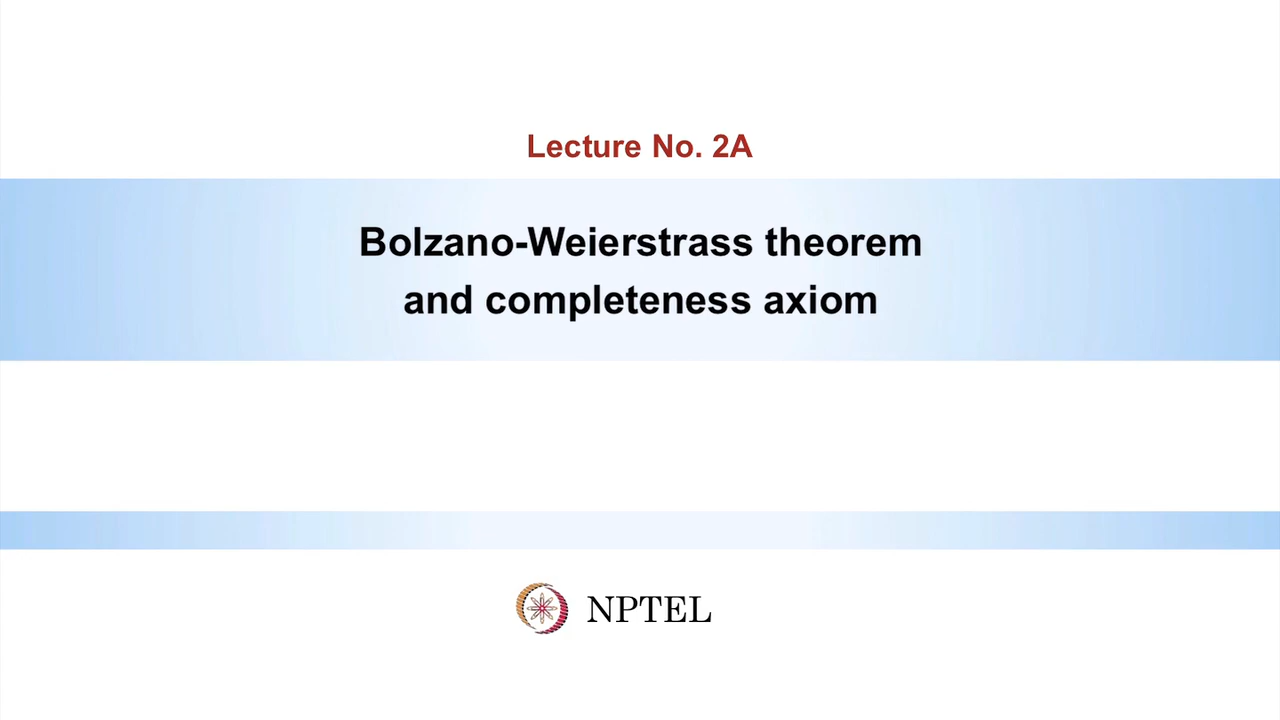 Lecture No. 2A
Bolzano-Weierstrass theorem
and completeness axiom
NPTEL